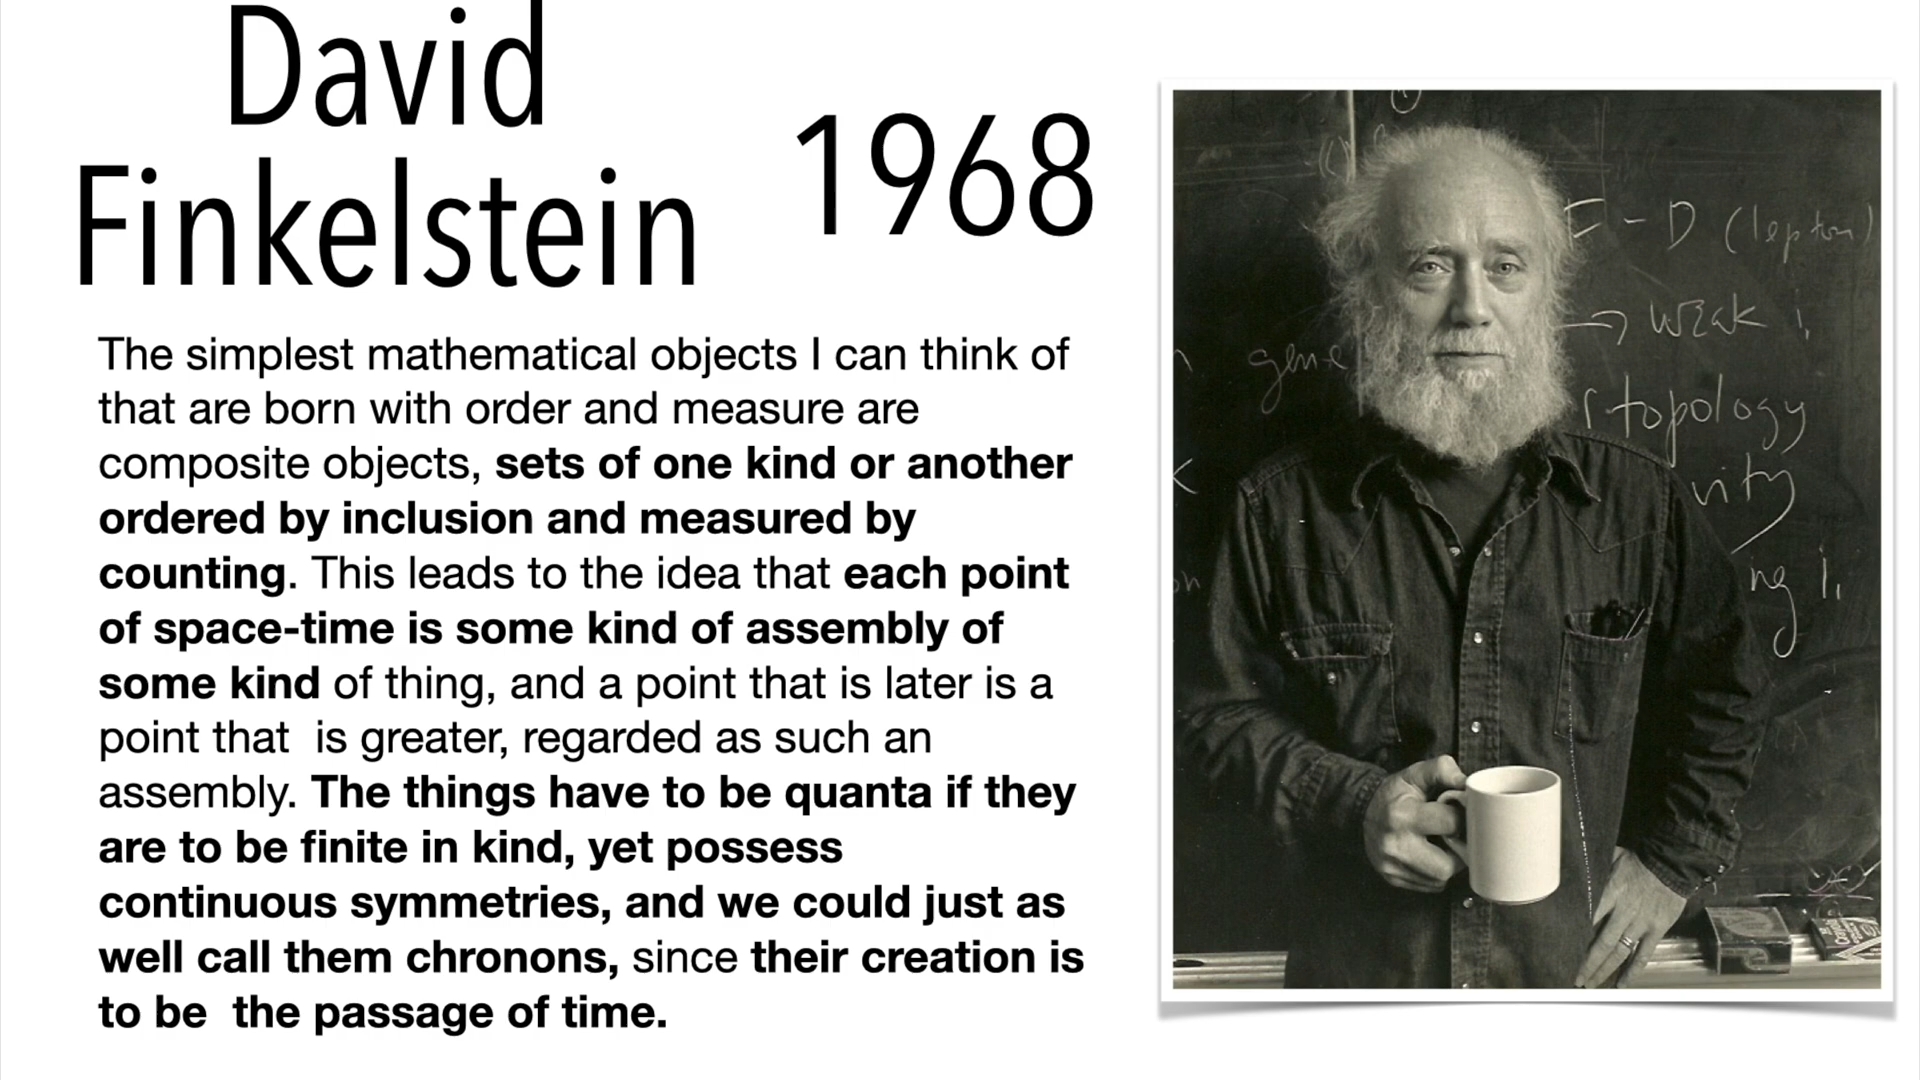 David
Finkelstein
1968
The simplest mathematical objects I can think of
that are born with order and measure are
composite objects, sets of one kind or another
ordered by inclusion and measured by
counting. This leads to the idea that each point
of space-time is some kind of assembly of
some kind of thing, and a point that is later is a
point that  is greater, regarded as such an
assembly. The things have to be quanta if they
are to be finite in kind, yet possess
continuous symmetries, and we could just as
well call them chronons, since their creation is
to be  the passage of time.
- D (lepton)
→ weak
gene
topology